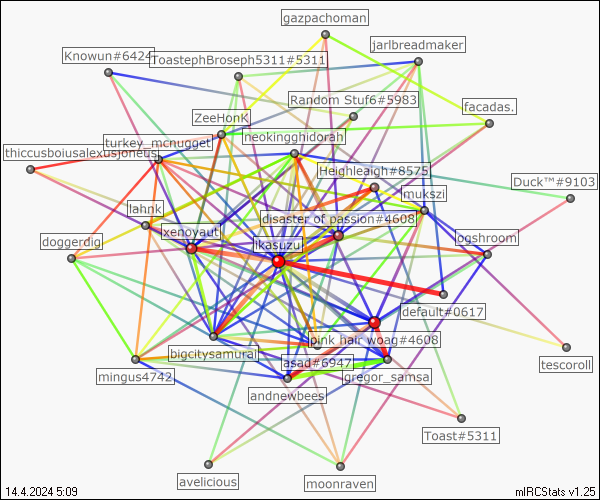 gazpachoman
jarlbreadmaker
Knowun#6424
ToastephBroseph5311#5311
Random Stuf6#5983
facadas.
ZeeHonK
neokingghidorah
turkey_mcnugget
thiccusboiusalexusjoneus
Heighleaigh#8575
Duck™#9103
mukszi
lahnk
disaster of passion#4608
xenoyaut
ikasuzu
doggerdig
ogshroom
default#0617
pink hair woag#4608
bigcitysamurai
asad#6947
tescoroll
mingus4742
gregor_samsa
andnewbees
Toast#5311
avelicious
moonraven
14.4.2024 5:09
mIRCStats v1.25